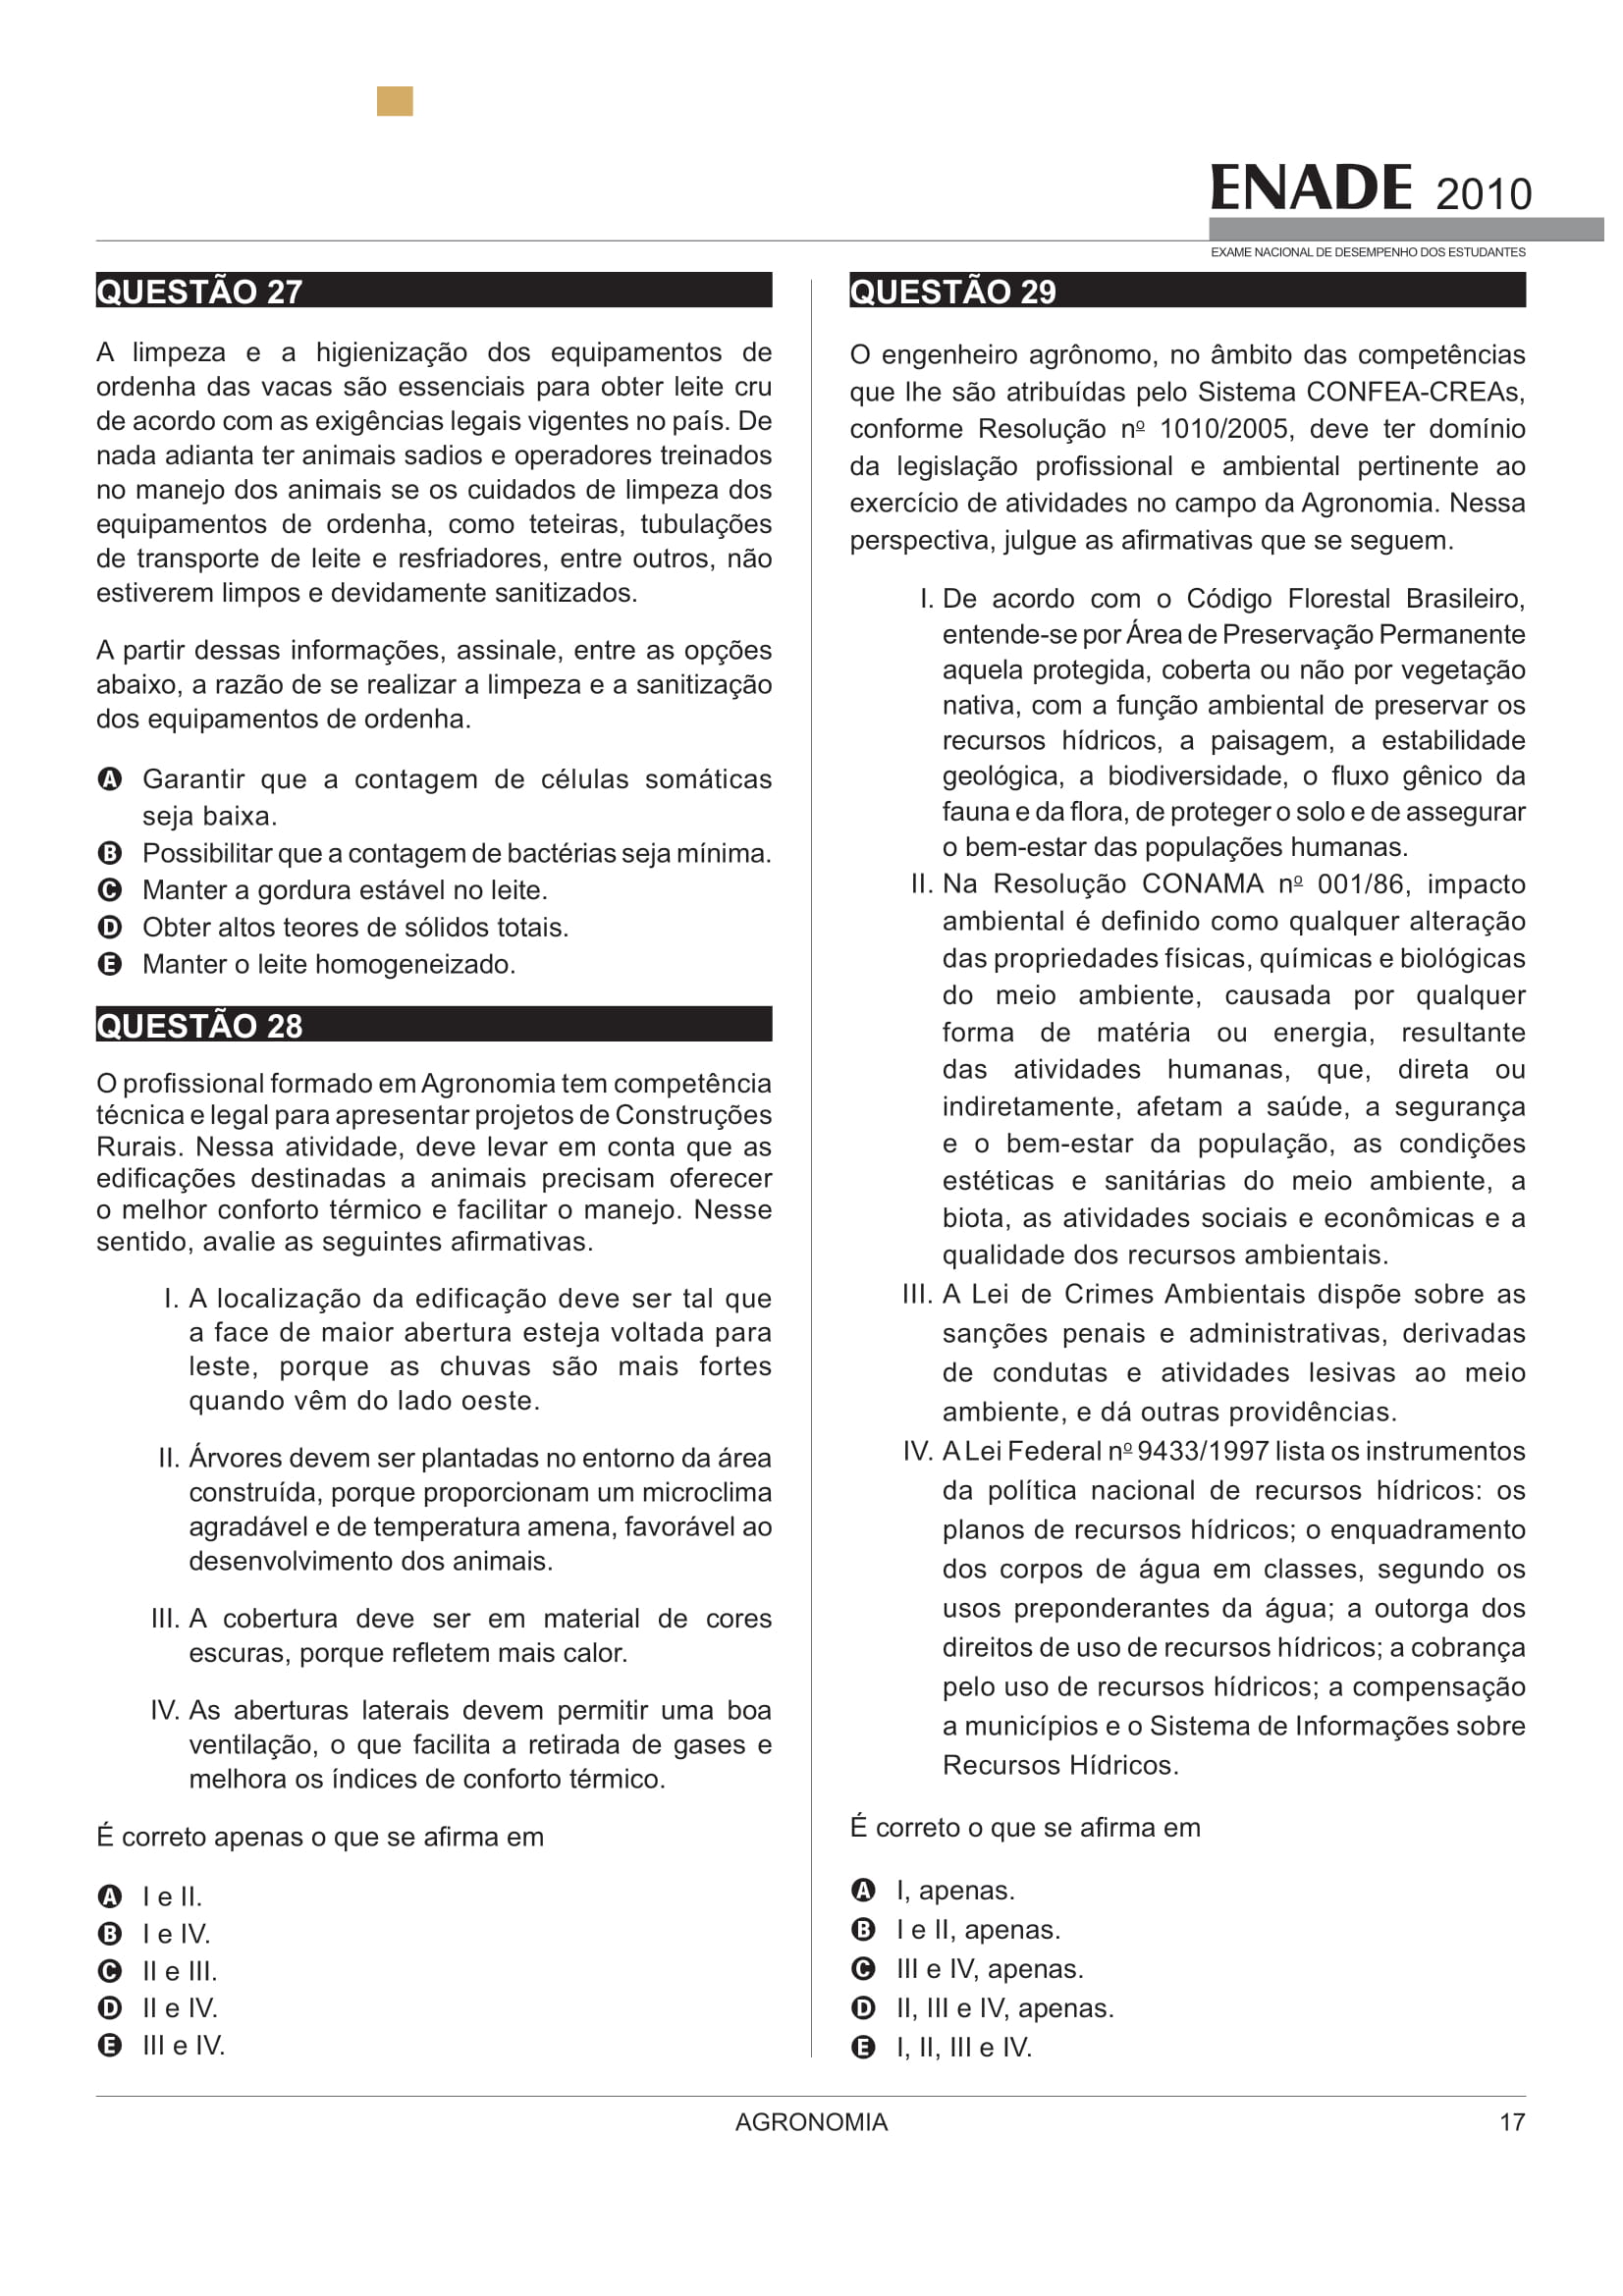 ENADE 2010
EXAME NACIONAL DE DESEMPENHO DOS ESTUDANTES
QUESTÃO 27
A limpeza e a higienização dos equipamentos de
ordenha das vacas são essenciais para obter leite cru
de acordo com as exigências legais vigentes no país. De
nada adianta ter animais sadios e operadores treinados
no manejo dos animais se os cuidados de limpeza dos
equipamentos de ordenha, como teteiras, tubulações
de transporte de leite e resfriadores, entre outros, não
estiverem limpos e devidamente sanitizados.
A partir dessas informações, assinale, entre as opções
abaixo, a razão de se realizar a limpeza e a sanitização
dos equipamentos de ordenha.
A Garantir que a contagem de células somáticas
seja baixa.
B Possibilitar que a contagem de bactérias seja mínima.
C Manter a gordura estável no leite.
D Obter altos teores de sólidos totais.
E Manter o leite homogeneizado.
QUESTÃO 28
O profissional formado em Agronomia tem competência
técnica e legal para apresentar projetos de Construções
Rurais. Nessa atividade, deve levar em conta que as
edificações destinadas a animais precisam oferecer
o melhor conforto térmico e facilitar o manejo. Nesse
sentido, avalie as seguintes afirmativas.
I. A localização da edificação deve ser tal que
a face de maior abertura esteja voltada para
leste, porque as chuvas são mais fortes
quando vêm do lado oeste.
II. Árvores devem ser plantadas no entorno da área
construída, porque proporcionam um microclima
agradável e de temperatura amena, favorável ao
desenvolvimento dos animais.
III. A cobertura deve ser em material de cores
escuras, porque refletem mais calor.
IV. As aberturas laterais devem permitir uma boa
ventilação, o que facilita a retirada de gases e
melhora os índices de conforto térmico.
É correto apenas o que se afirma em
A I e II.
B I e IV.
C II e III.
D II e IV.
E III e IV.
QUESTÃO 29
O engenheiro agrônomo, no âmbito das competências
que lhe são atribuídas pelo Sistema CONFEA-CREAs,
conforme Resolução nº 1010/2005, deve ter domínio
da legislação profissional e ambiental pertinente ao
exercício de atividades no campo da Agronomia. Nessa
perspectiva, julgue as afirmativas que se seguem.
I. De acordo com o Código Florestal Brasileiro,
entende-se por Área de Preservação Permanente
aquela protegida, coberta ou não por vegetação
nativa, com a função ambiental de preservar os
recursos hídricos, a paisagem, a estabilidade
geológica, a biodiversidade, o fluxo gênico da
fauna e da flora, de proteger o solo e de assegurar
o bem-estar das populações humanas.
II. Na Resolução CONAMA nº 001/86, impacto
ambiental é definido como qualquer alteração
das propriedades físicas, químicas e biológicas
do meio ambiente, causada por qualquer
forma de matéria ou energia, resultante
das atividades humanas, que, direta ou
indiretamente, afetam a saúde, a segurança
e o bem-estar da população, as condições
estéticas e sanitárias do meio ambiente, a
biota, as atividades sociais e econômicas e a
qualidade dos recursos ambientais.
III. A Lei de Crimes Ambientais dispõe sobre as
sanções penais e administrativas, derivadas
de condutas e atividades lesivas ao meio
ambiente, e dá outras providências.
IV. A Lei Federal nº 9433/1997 lista os instrumentos
da política nacional de recursos hídricos: os
planos de recursos hídricos; o enquadramento
dos corpos de água em classes, segundo os
usos preponderantes da água; a outorga dos
direitos de uso de recursos hídricos; a cobrança
pelo uso de recursos hídricos; a compensação
a municípios e o Sistema de Informações sobre
Recursos Hídricos.
É correto o que se afirma em
A I, apenas.
B I e II, apenas.
C III e IV, apenas.
D II, III e IV, apenas.
E I, II, III e IV.
AGRONOMIA
17